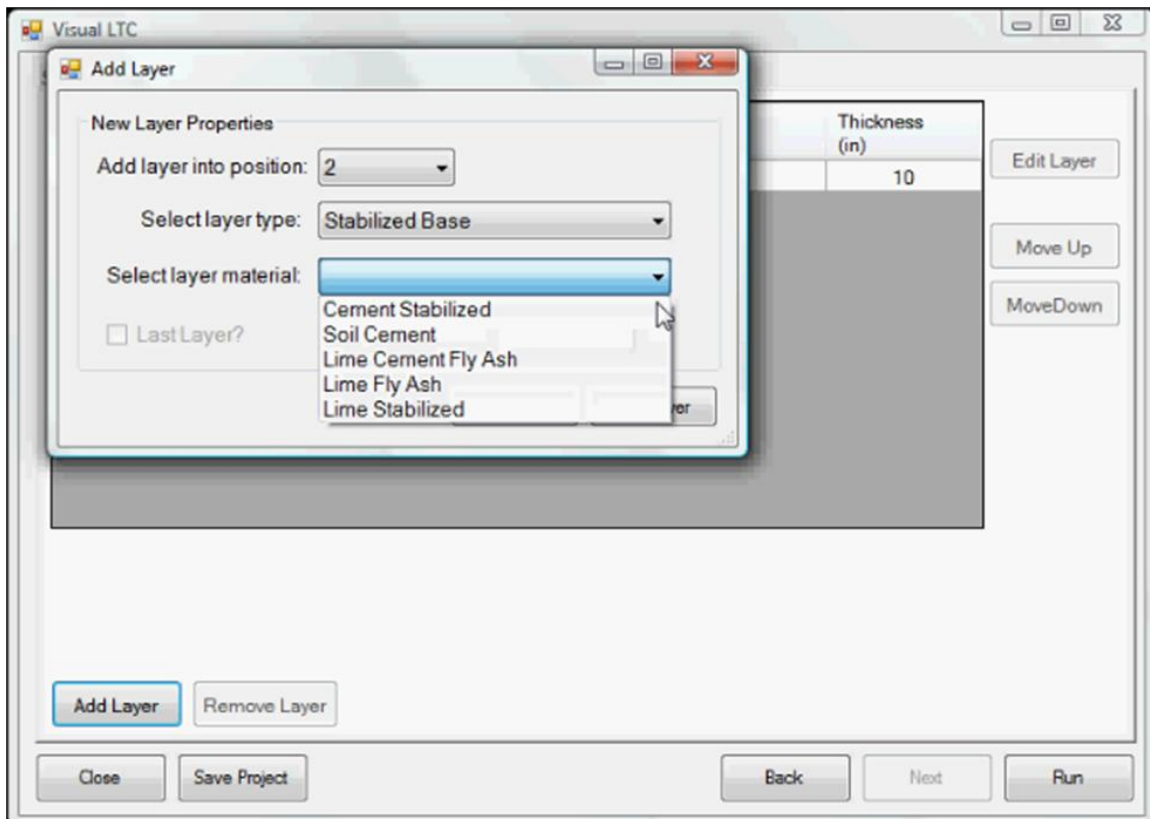 Visual LTC
Add Layer
New Layer Properties
Add layer into position: 2
Select layer type: Stabilized Base
Select layer material:
Cement Stabilized
Soil Cement
Lime Cement Fly Ash
Lime Fly Ash
Lime Stabilized
Last Layer?
Thickness
(in)
10
Edit Layer
Move Up
MoveDown
Add Layer
Remove Layer
Close
Save Project
Back
Next
Run